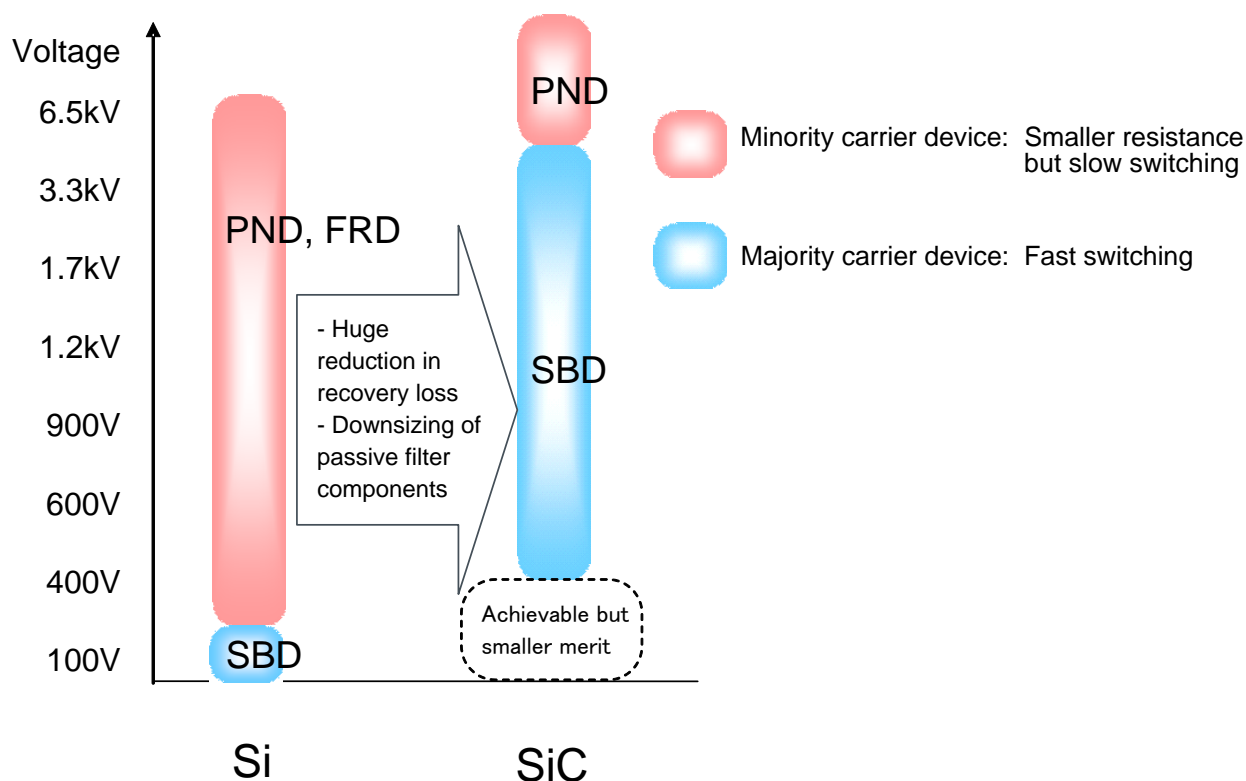 Voltage
6.5kV
3.3kV
1.7kV
1.2kV
900V
600V
400V
100V
PND, FRD
SBD
- Huge
reduction in
recovery loss
- Downsizing of
passive filter
components
PND
SBD
Achievable but
smaller merit
Si
SiC
Minority carrier device:  Smaller resistance
but slow switching
Majority carrier device:  Fast switching